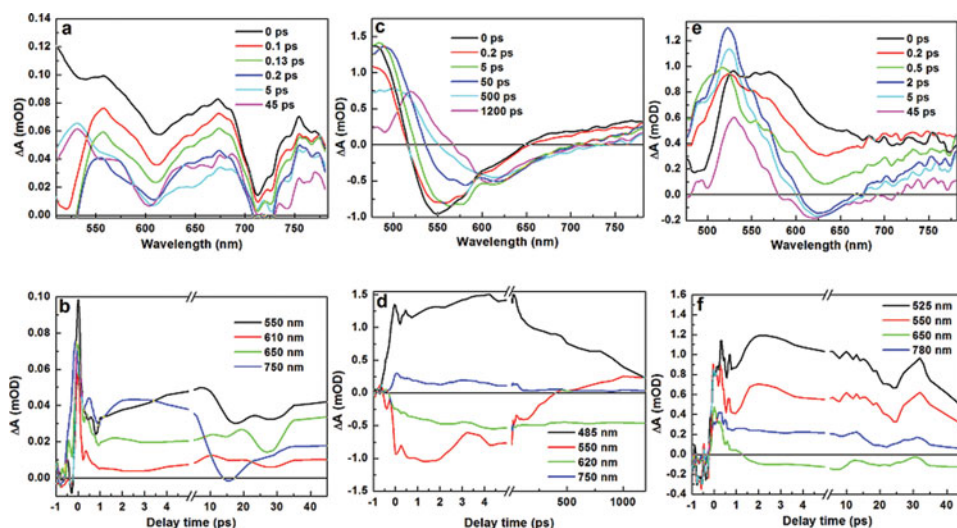 a
0 ps
0.1 ps
0.13 ps
0.2 ps
5 ps
45 ps
0.14
0.12
0.10
0.08
0.06
0.04
0.02
0.00
ΔA (mOD)
550 600 650 700 750
Wavelength (nm)
c
0 ps
0.2 ps
5 ps
50 ps
500 ps
1200 ps
1.5
1.0
0.5
0.0
-0.5
-1.0
ΔA (mOD)
500 550 600 650 700 750
Wavelength (nm)
e
0 ps
0.2 ps
0.5 ps
2 ps
5 ps
45 ps
1.4
1.2
1.0
0.8
0.6
0.4
0.2
0.0
-0.2
ΔA (mOD)
500 550 600 650 700 750
Wavelength (nm)
b
550 nm
610 nm
650 nm
750 nm
0.10
0.08
0.06
0.04
0.02
0.00
ΔA (mOD)
-1 0 1 2 3 4 5 10 20 30 40
Delay time (ps)
d
485 nm
550 nm
620 nm
750 nm
1.5
1.0
0.5
0.0
-0.5
-1.0
-1.5
ΔA (mOD)
-1 0 1 2 3 4 500 1000
Delay time (ps)
f
525 nm
550 nm
650 nm
780 nm
1.8
1.6
1.4
1.2
1.0
0.8
0.6
0.4
0.2
0.0
-0.2
-0.4
ΔA (mOD)
-1 0 1 2 3 4 10 20 30 40
Delay time (ps)